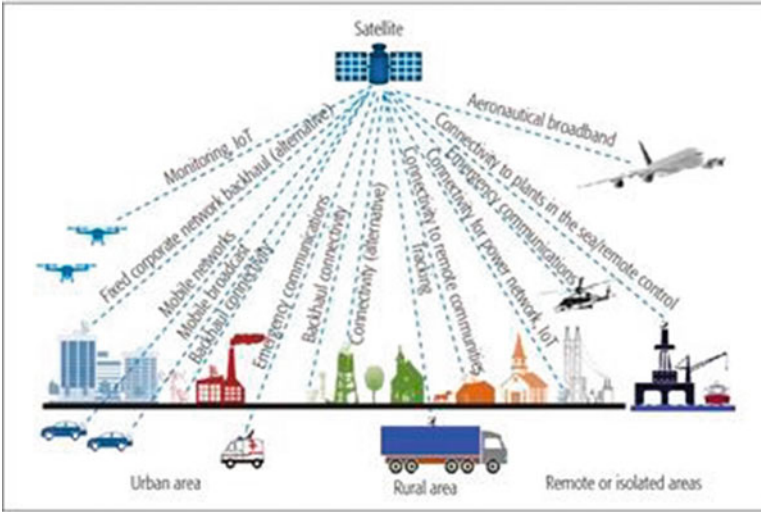 Satellite
Aeronautical broadband
Monitoring, IoT
Fixed corporate network backhaul (alternative)
Mobile networks
Mobile broadcast
Backhaul connectivity
Emergency communications
Backhaul connectivity
Connectivity (alternative)
Tracking
Connectivity to remote communities
Connectivity for power network, IoT
Emergency communications
Connectivity to plants in the sea/remote control
Urban area
Rural area
Remote or isolated areas